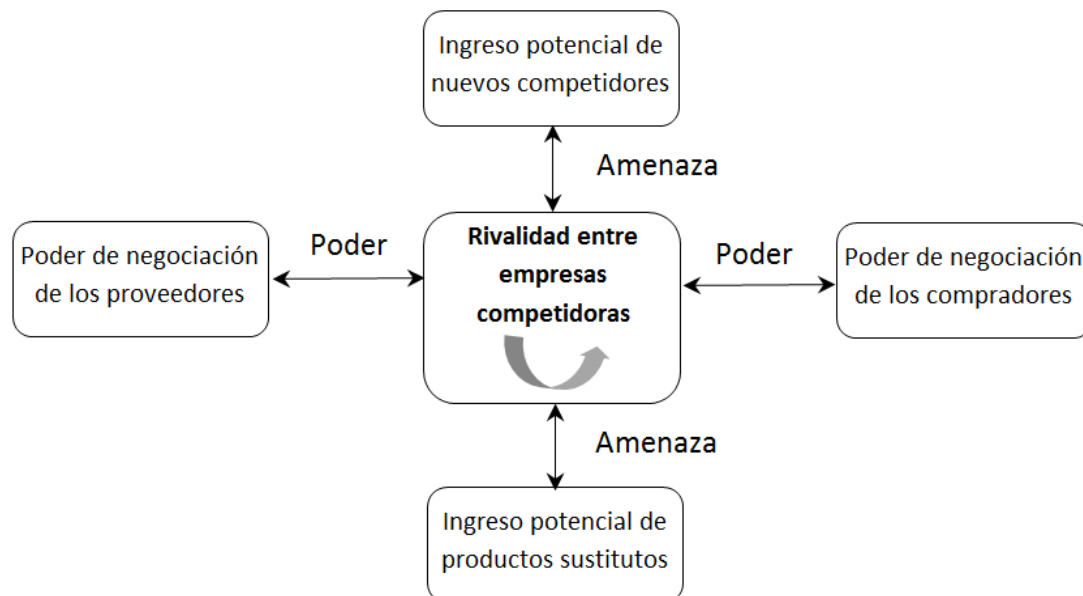 Ingreso potencial de
nuevos competidores
Amenaza
Poder de negociación
de los proveedores
Poder
Rivalidad entre
empresas
competidoras
Poder
Poder de negociación
de los compradores
Amenaza
Ingreso potencial de
productos sustitutos